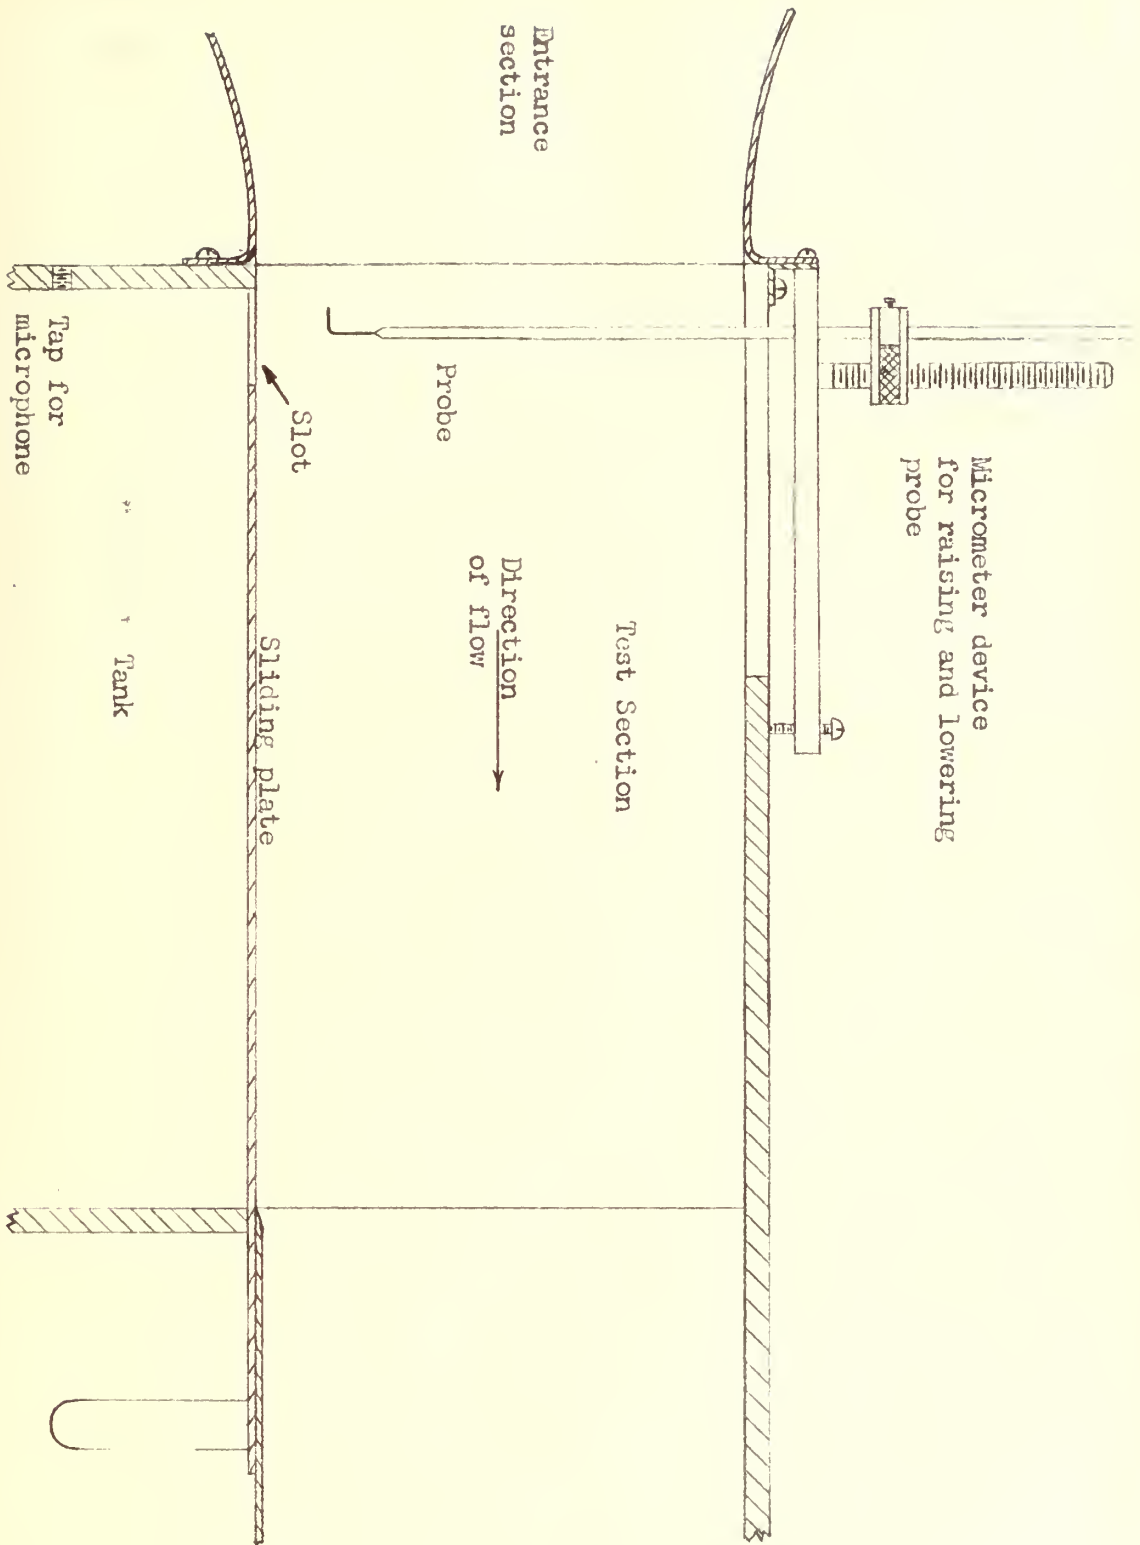 Micrometer device
for raising and lowering
probe
Entrance
section
Test Section
Probe
Direction
of flow
Slot
Sliding plate
Tap for
microphone
Tank